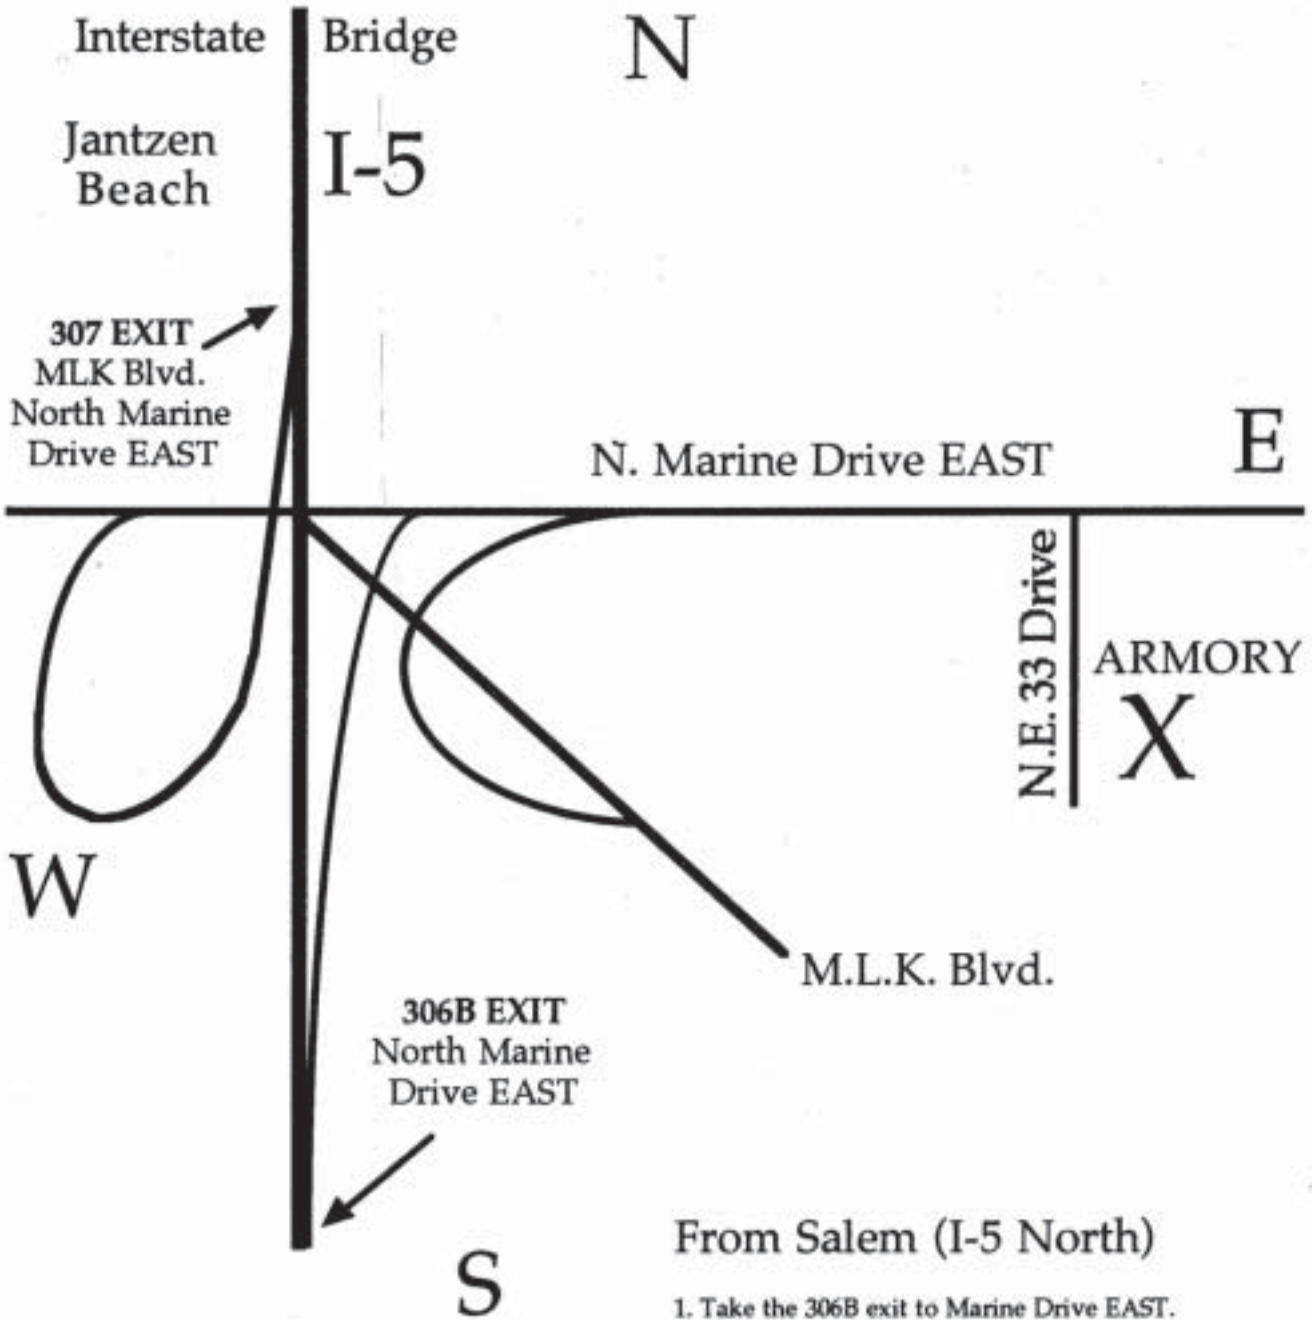 Interstate Bridge
N
Jantzen
Beach
I-5
307 EXIT
MLK Blvd.
North Marine
Drive EAST
N. Marine Drive EAST
E
N.E. 33 Drive
ARMORY
X
W
M.L.K. Blvd.
306B EXIT
North Marine
Drive EAST
S
From Salem (I-5 North)
1. Take the 306B exit to Marine Drive EAST.